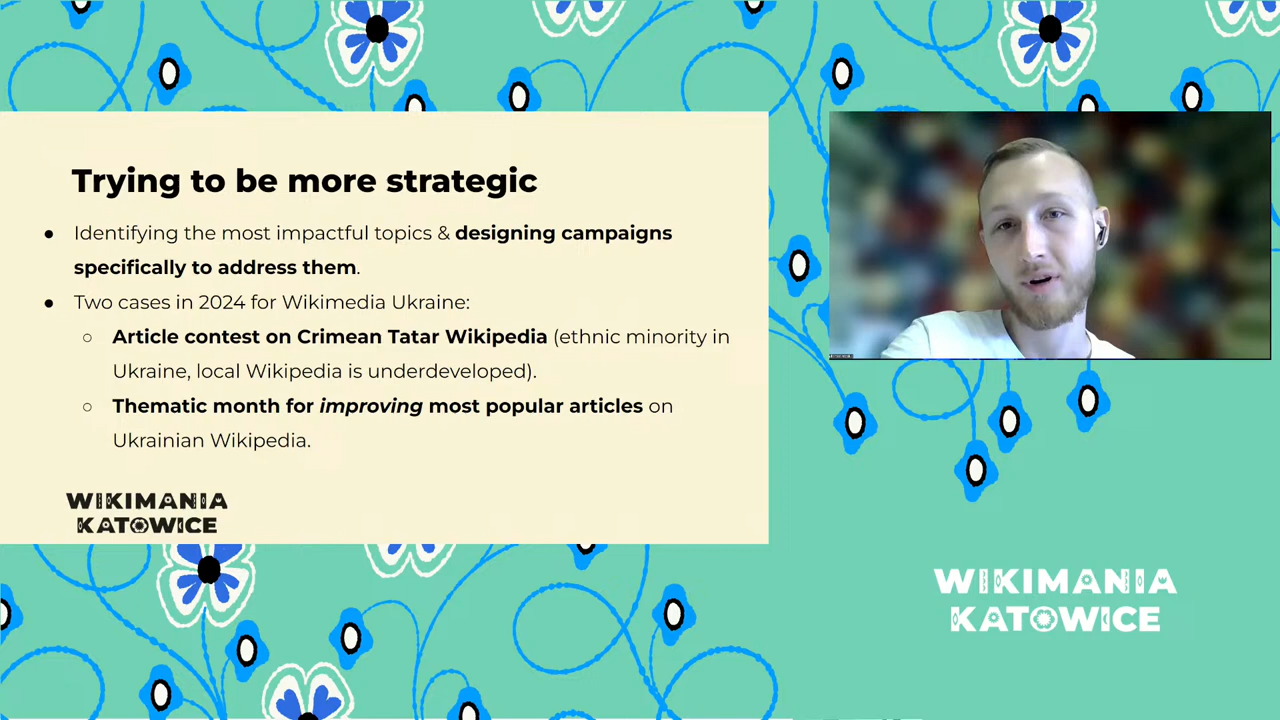 Trying to be more strategic
● Identifying the most impactful topics & designing campaigns
specifically to address them.
● Two cases in 2024 for Wikimedia Ukraine:
○ Article contest on Crimean Tatar Wikipedia (ethnic minority in
Ukraine, local Wikipedia is underdeveloped).
○ Thematic month for improving most popular articles on
Ukrainian Wikipedia.
WIKIMANIA
KATOWICE
WIKIMANIA
KATOWICE